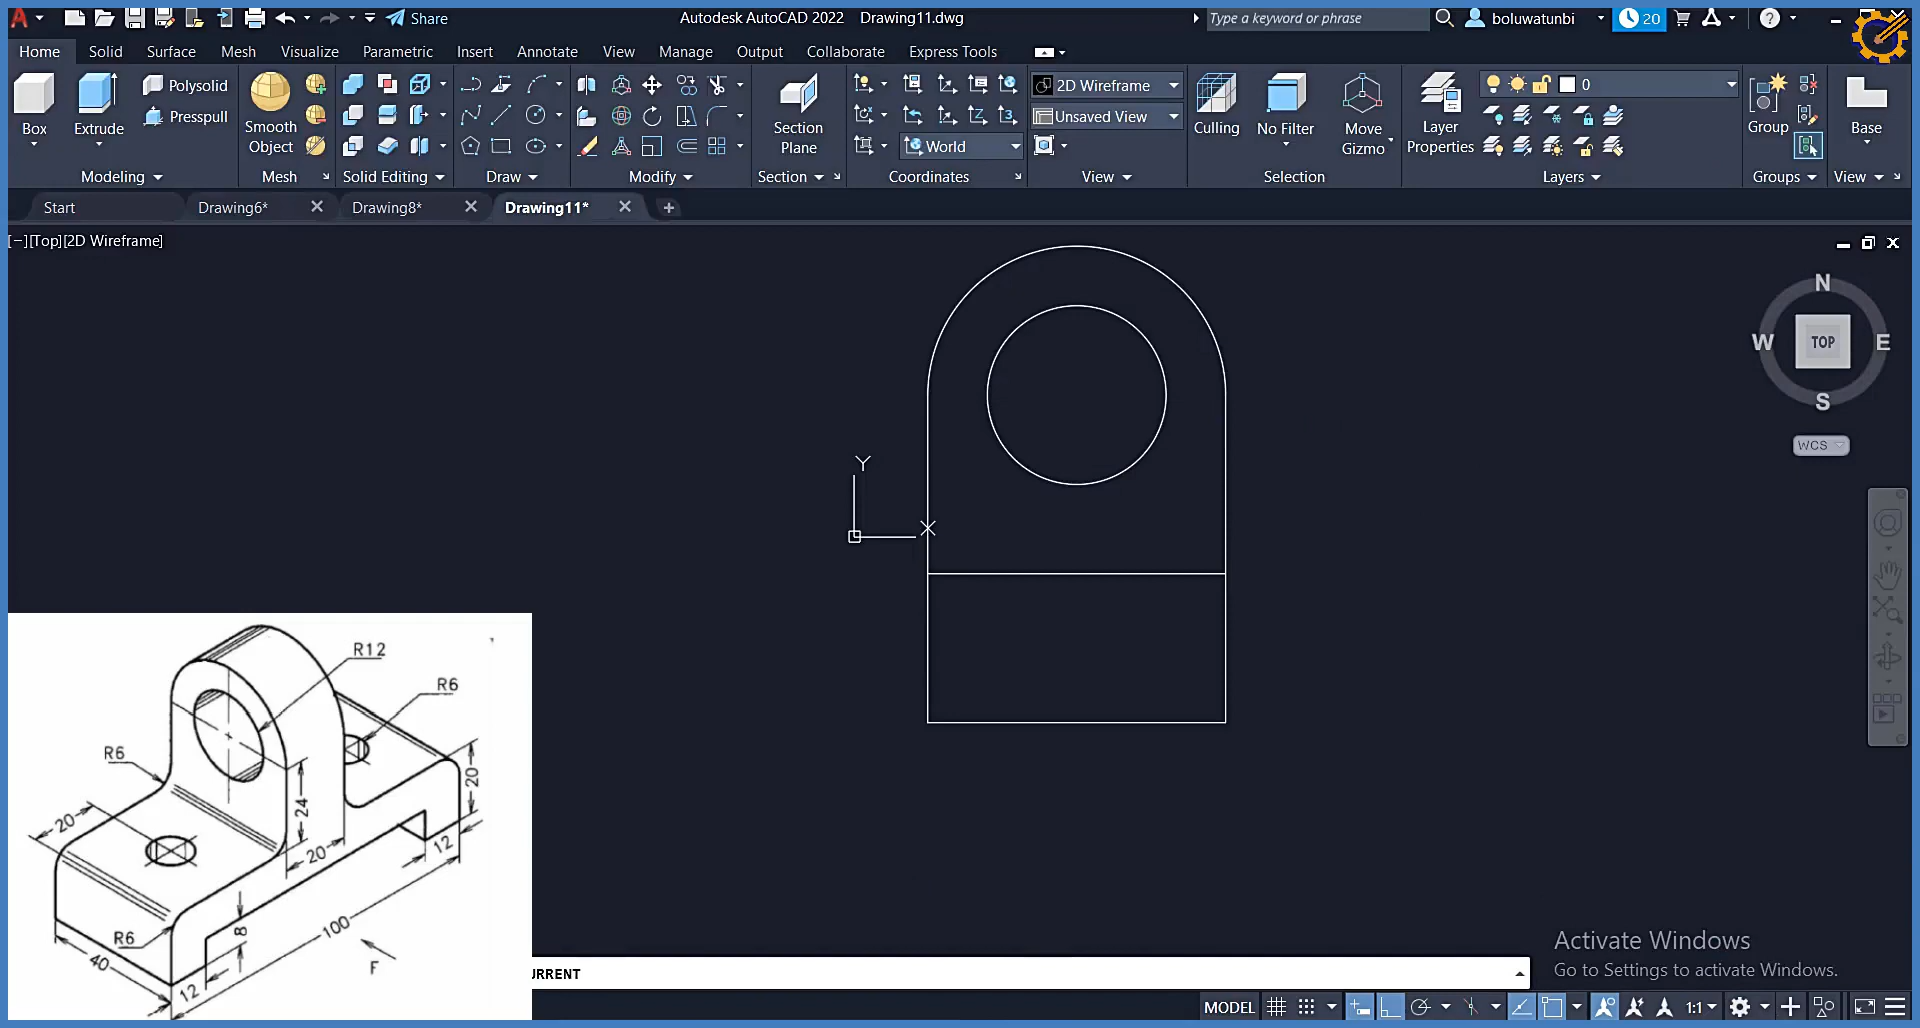 Share
Autodesk AutoCAD 2022 Drawing11.dwg
Type a keyword or phrase
boluwatunbi
20
Home Solid Surface Mesh Visualize Parametric Insert Annotate View Manage Output Collaborate Express Tools
Box
Extrude
Polysolid
Presspull
Smooth
Object
Section
Plane
World
2D Wireframe
Unsaved View
Culling
No Filter
Move
Gizmo
Layer
Properties
0
Group
Base
Modeling Mesh Solid Editing Draw Modify Section Coordinates View Selection Layers Groups View
Start Drawing6* Drawing8* Drawing11*
[−][Top][2D Wireframe]
N
W TOP E
S
WCS
Y
X
R12
R6
R6
20
24
20
20
12
R6
8
100
40
12
F
URRENT
Activate Windows
Go to Settings to activate Windows.
MODEL
1:1